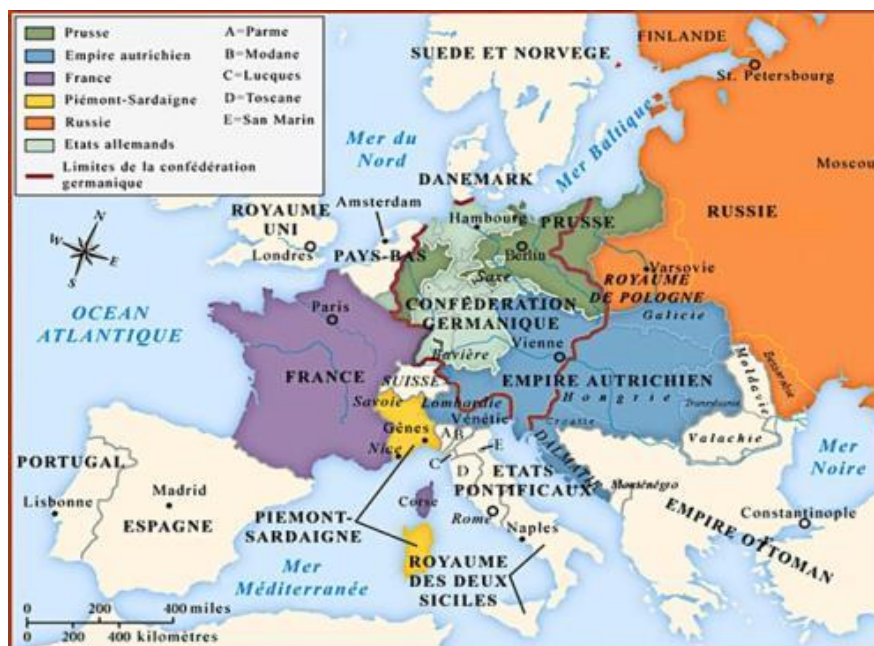 Prusse
Empire autrichien
France
Piémont-Sardaigne
Russie
Etats allemands
Limites de la confédération
germanique
A=Parme
B=Modane
C=Lucques
D=Toscane
E=San Marin
SUEDE ET NORVEGE
FINLANDE
St. Petersbourg
Mer Baltique
Moscou
Mer du
Nord
DANEMARK
RUSSIE
Amsterdam
Hambourg
PRUSSE
ROYAUME
UNI
Londres
PAYS-BAS
Berlin
Saxe
Varsovie
ROYAUME
DE POLOGNE
N
W
E
S
OCEAN
ATLANTIQUE
Paris
CONFÉDÉRATION
GERMANIQUE
Galicie
Vienne
Bavière
FRANCE
SUISSE
EMPIRE AUTRICHIEN
Hongrie
Moldavie
Bessarabie
Savoie
Lombardie
Vénétie
Croatie
Valachie
Gênes
Nice
A
B
C
D
E
DALMATIE
Monténégro
Mer
Noire
PORTUGAL
Lisbonne
Madrid
ESPAGNE
Corse
ETATS
PONTIFICAUX
Rome
Naples
PIEMONT-
SARDAIGNE
Constantinople
EMPIRE OTTOMAN
Mer
Méditerranée
ROYAUME
DES DEUX
SICILES
0 200 400 miles
0 200 400 kilomètres